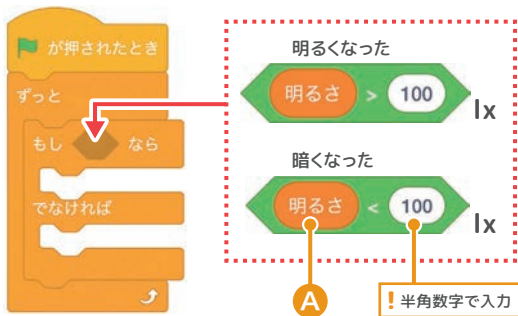 が押されたとき
ずっと
もし なら
でなければ
明るくなった
明るさ > 100
lx
暗くなった
明るさ < 100
lx
A
! 半角数字で入力